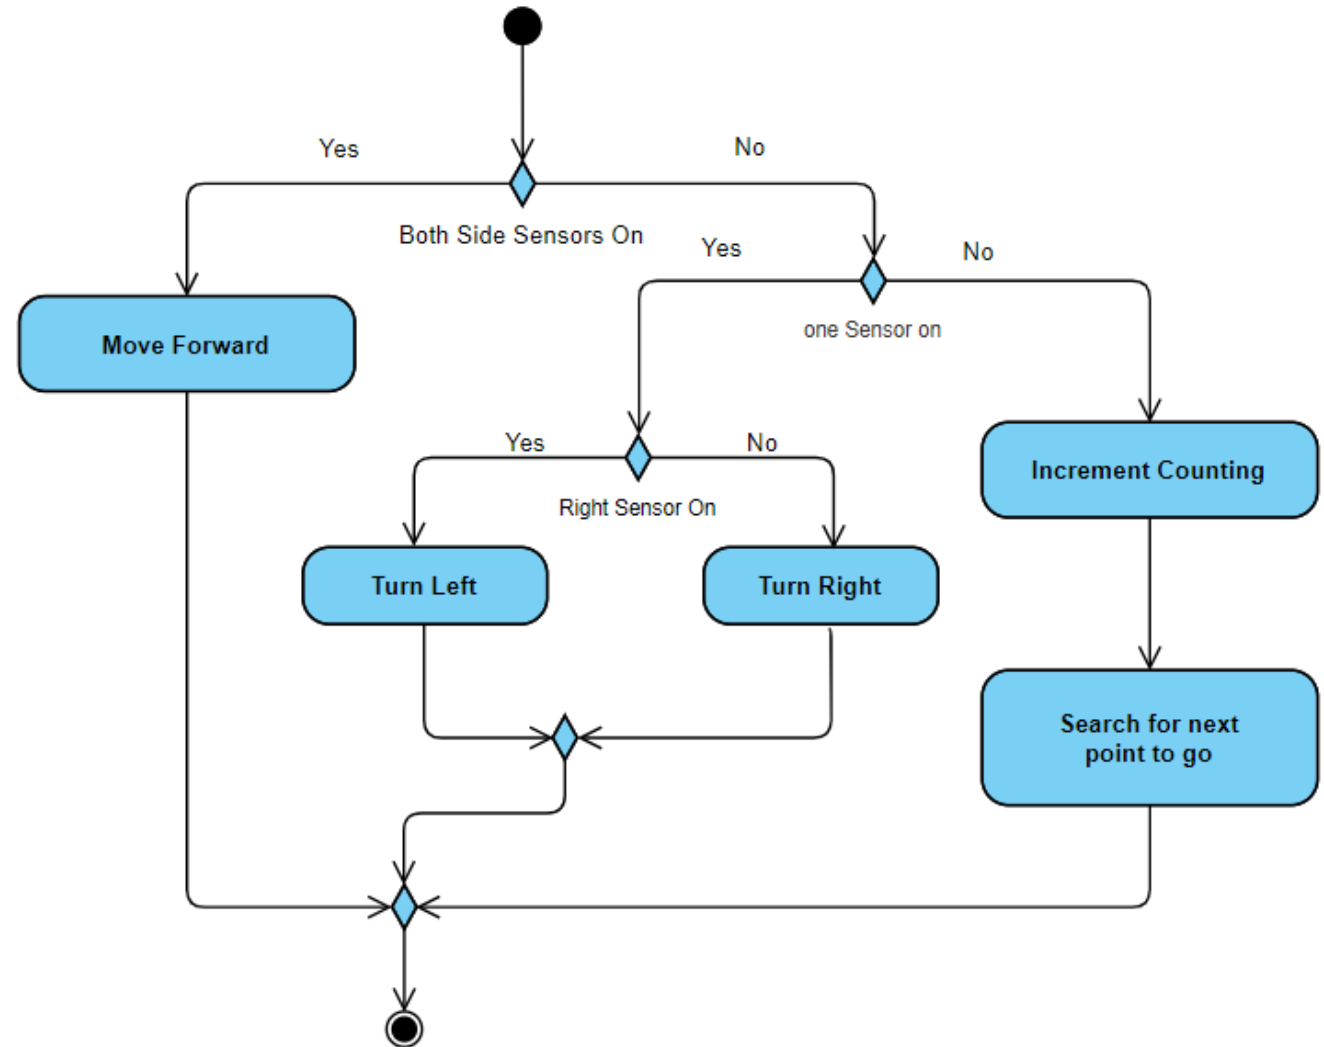 Yes
No
Both Side Sensors On
Yes
No
one Sensor on
Move Forward
Yes
No
Right Sensor On
Increment Counting
Turn Left
Turn Right
Search for next
point to go